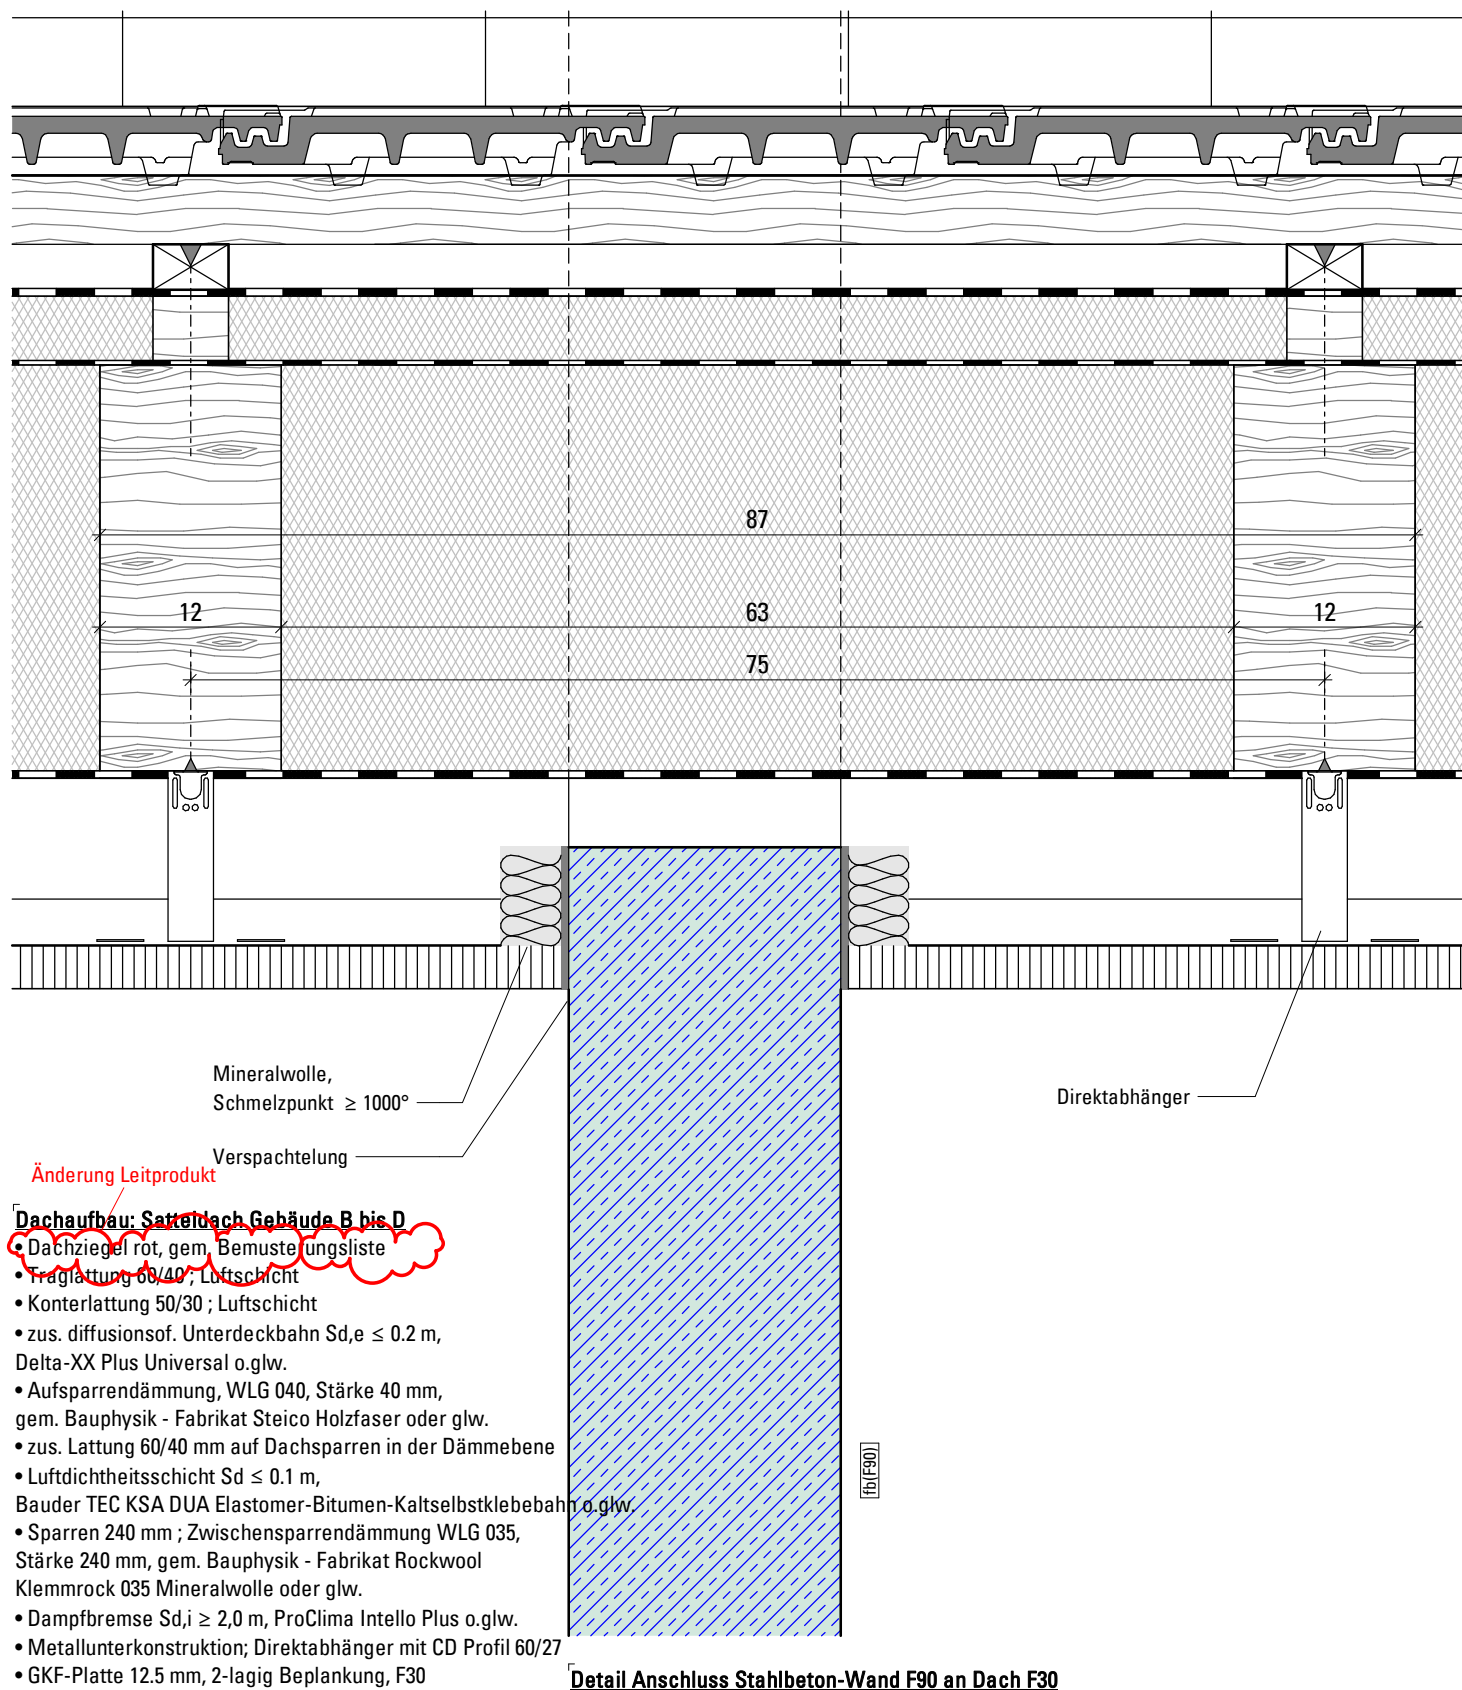 87
12
63
12
75
Mineralwolle,
Schmelzpunkt ≥ 1000°
Direktabhänger
Verspachtelung
Änderung Leitprodukt
Dachaufbau: Satteldach Gebäude B bis D
• Dachziegel rot, gem. Bemusterungsliste
• Traglattung 60/40 ; Luftschicht
• Konterlattung 50/30 ; Luftschicht
• zus. diffusionsof. Unterdeckbahn Sd,e ≤ 0.2 m,
Delta-XX Plus Universal o.glw.
• Aufsparrendämmung, WLG 040, Stärke 40 mm,
gem. Bauphysik - Fabrikat Steico Holzfaser oder glw.
• zus. Lattung 60/40 mm auf Dachsparren in der Dämmebene
• Luftdichtheitsschicht Sd ≤ 0.1 m,
Bauder TEC KSA DUA Elastomer-Bitumen-Kaltselbstklebebahn o.glw.
• Sparren 240 mm ; Zwischensparrendämmung WLG 035,
Stärke 240 mm, gem. Bauphysik - Fabrikat Rockwool
Klemmrock 035 Mineralwolle oder glw.
• Dampfbremse Sd,i ≥ 2,0 m, ProClima Intello Plus o.glw.
• Metallunterkonstruktion; Direktabhänger mit CD Profil 60/27
• GKF-Platte 12.5 mm, 2-lagig Beplankung, F30
fb(F90)
Detail Anschluss Stahlbeton-Wand F90 an Dach F30